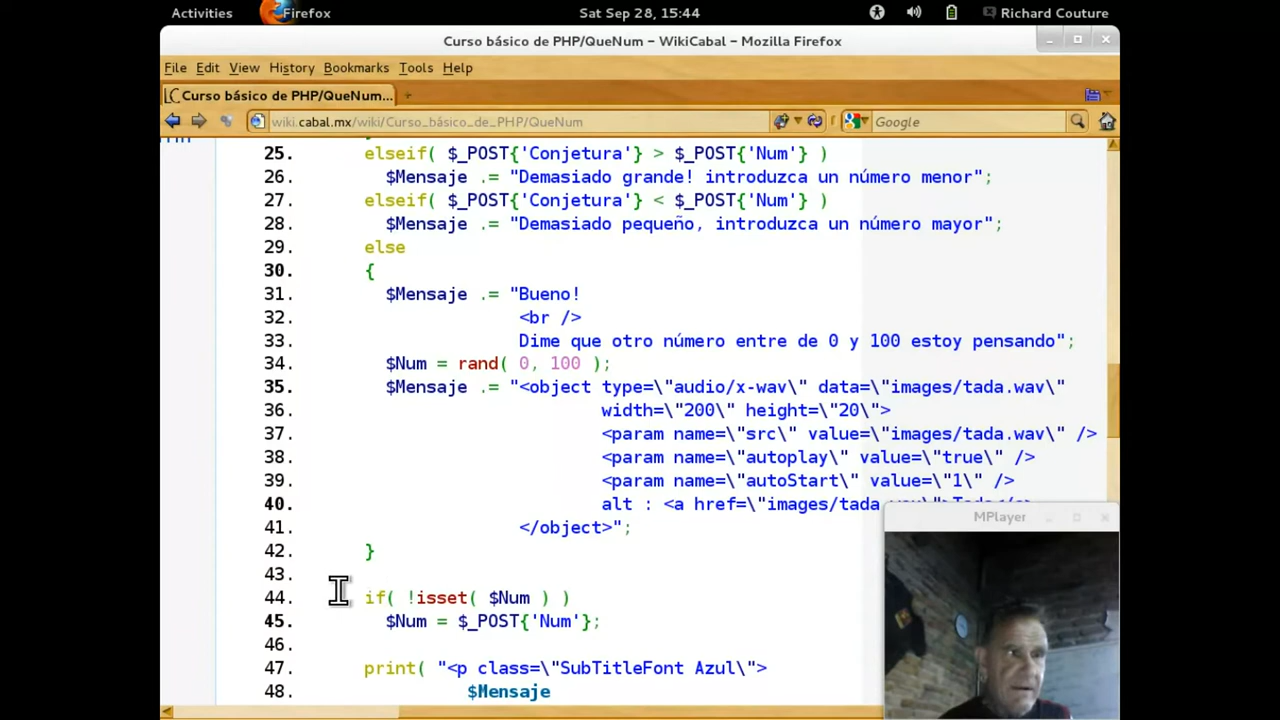 Activities Firefox Sat Sep 28, 15:44 Richard Couture
Curso básico de PHP/QueNum - WikiCabal - Mozilla Firefox
File Edit View History Bookmarks Tools Help
Curso básico de PHP/QueNum...
wiki.cabal.mx/wiki/Curso_básico_de_PHP/QueNum Google
25. elseif( $_POST{'Conjetura'} > $_POST{'Num'} )
26. $Mensaje .= "Demasiado grande! introduzca un número menor";
27. elseif( $_POST{'Conjetura'} < $_POST{'Num'} )
28. $Mensaje .= "Demasiado pequeño, introduzca un número mayor";
29. else
30. {
31. $Mensaje .= "Bueno!
32. <br />
33. Dime que otro número entre de 0 y 100 estoy pensando";
34. $Num = rand( 0, 100 );
35. $Mensaje .= "<object type=\"audio/x-wav\" data=\"images/tada.wav\"
36. width=\"200\" height=\"20\">
37. <param name=\"src\" value=\"images/tada.wav\" />
38. <param name=\"autoplay\" value=\"true\" />
39. <param name=\"autoStart\" value=\"1\" />
40. alt : <a href=\"images/tada
41. </object>";
42. }
43.
44. if( !isset( $Num ) )
45. $Num = $_POST{'Num'};
46.
47. print( "<p class=\"SubTitleFont Azul\">
48. $Mensaje
MPlayer